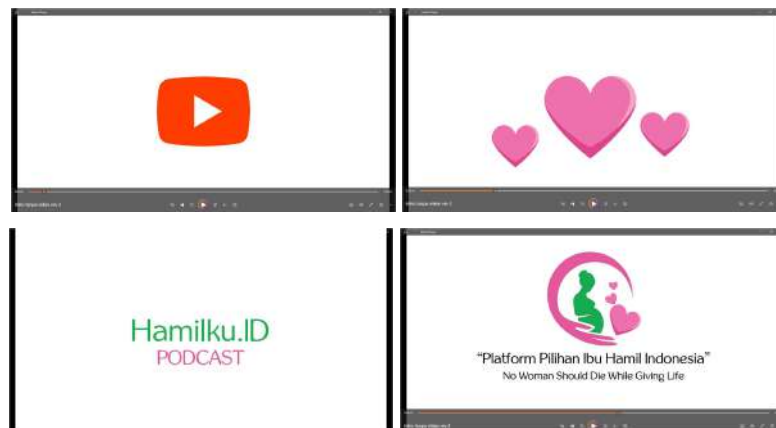 Hamilku.ID
PODCAST
“Platform Pilihan Ibu Hamil Indonesia”
No Woman Should Die While Giving Life